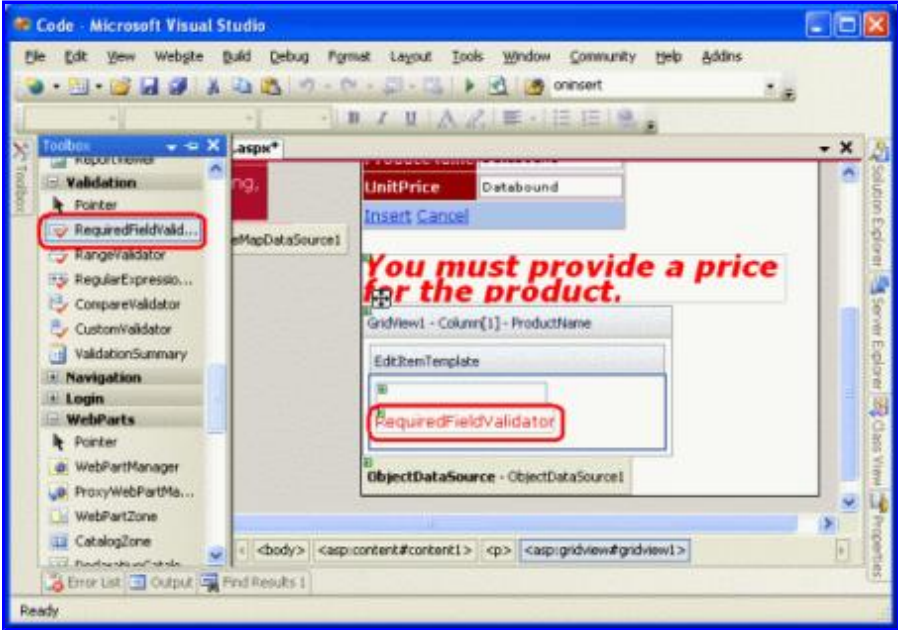 Code - Microsoft Visual Studio
File Edit View Website Build Debug Format Layout Tools Window Community Help Addins
oninsert
B I U A
Toolbox
.aspx*
Toolbox
ReportViewer
Validation
Pointer
RequiredFieldValid...
RangeValidator
RegularExpressio...
CompareValidator
CustomValidator
ValidationSummary
Navigation
Login
WebParts
Pointer
WebPartManager
ProxyWebPartMa...
WebPartZone
CatalogZone
ng,
eMapDataSource1
UnitPrice Databound
Insert Cancel
You must provide a price
for the product.
GridView1 - Column[1] - ProductName
EditItemTemplate
RequiredFieldValidator
ObjectDataSource - ObjectDataSource1
<body> <asp:content#content1> <p> <asp:gridview#gridview1>
Solution Explorer
Server Explorer
Class View
Properties
Error List Output Find Results 1
Ready